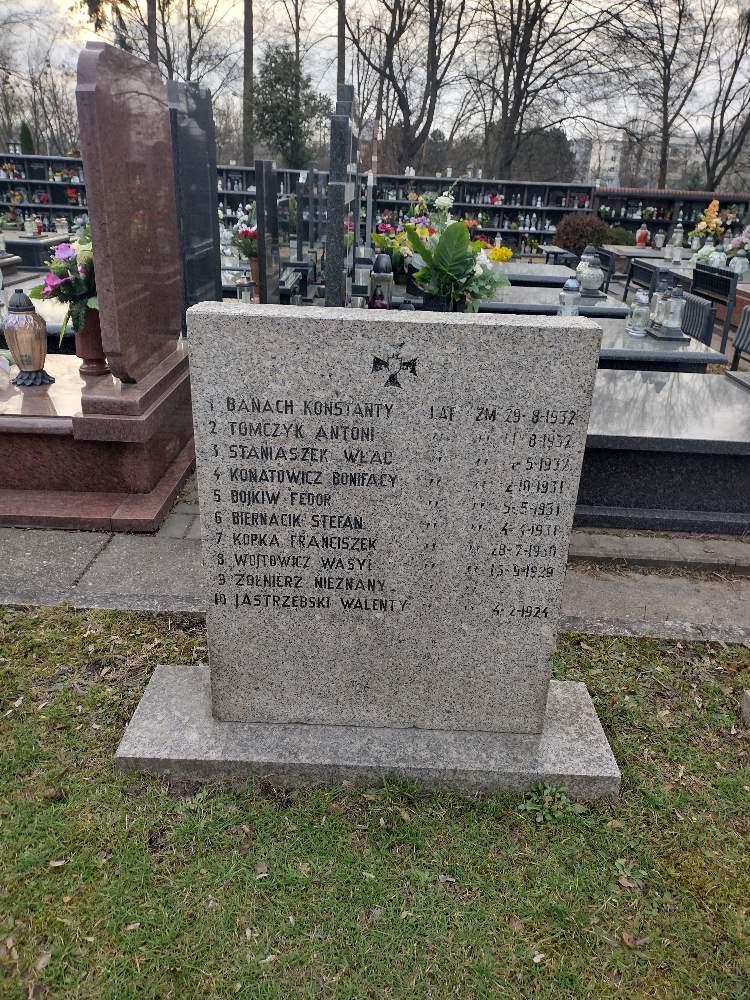 1 BANACH KONSTANTY LAT ZM 29-8-1932
2 TOMCZYK ANTONI " " 11-8-1932
3 STANIASZEK WŁAD. " " -5-1932
4 KONATOWICZ BONIFACY " " 2-10-1931
5 BOJKIW FEDOR " " 5-5-1931
6 BIERNACIK STEFAN " " 4-4-1931
7 KOPKA FRANCISZEK " " 28-7-1930
8 WOJTOWICZ WASYl " " 15-9-1929
9 ŻOŁNIERZ NIEZNANY " "
10 JASTRZEBSKI WALENTY " " 4-2-1924